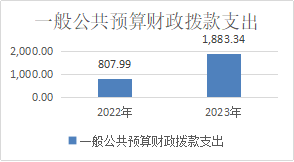 一般公共预算财政拨款支出
1,883.34
2,000.00
807.99
1,000.00
0.00
2022年 2023年
一般公共预算财政拨款支出